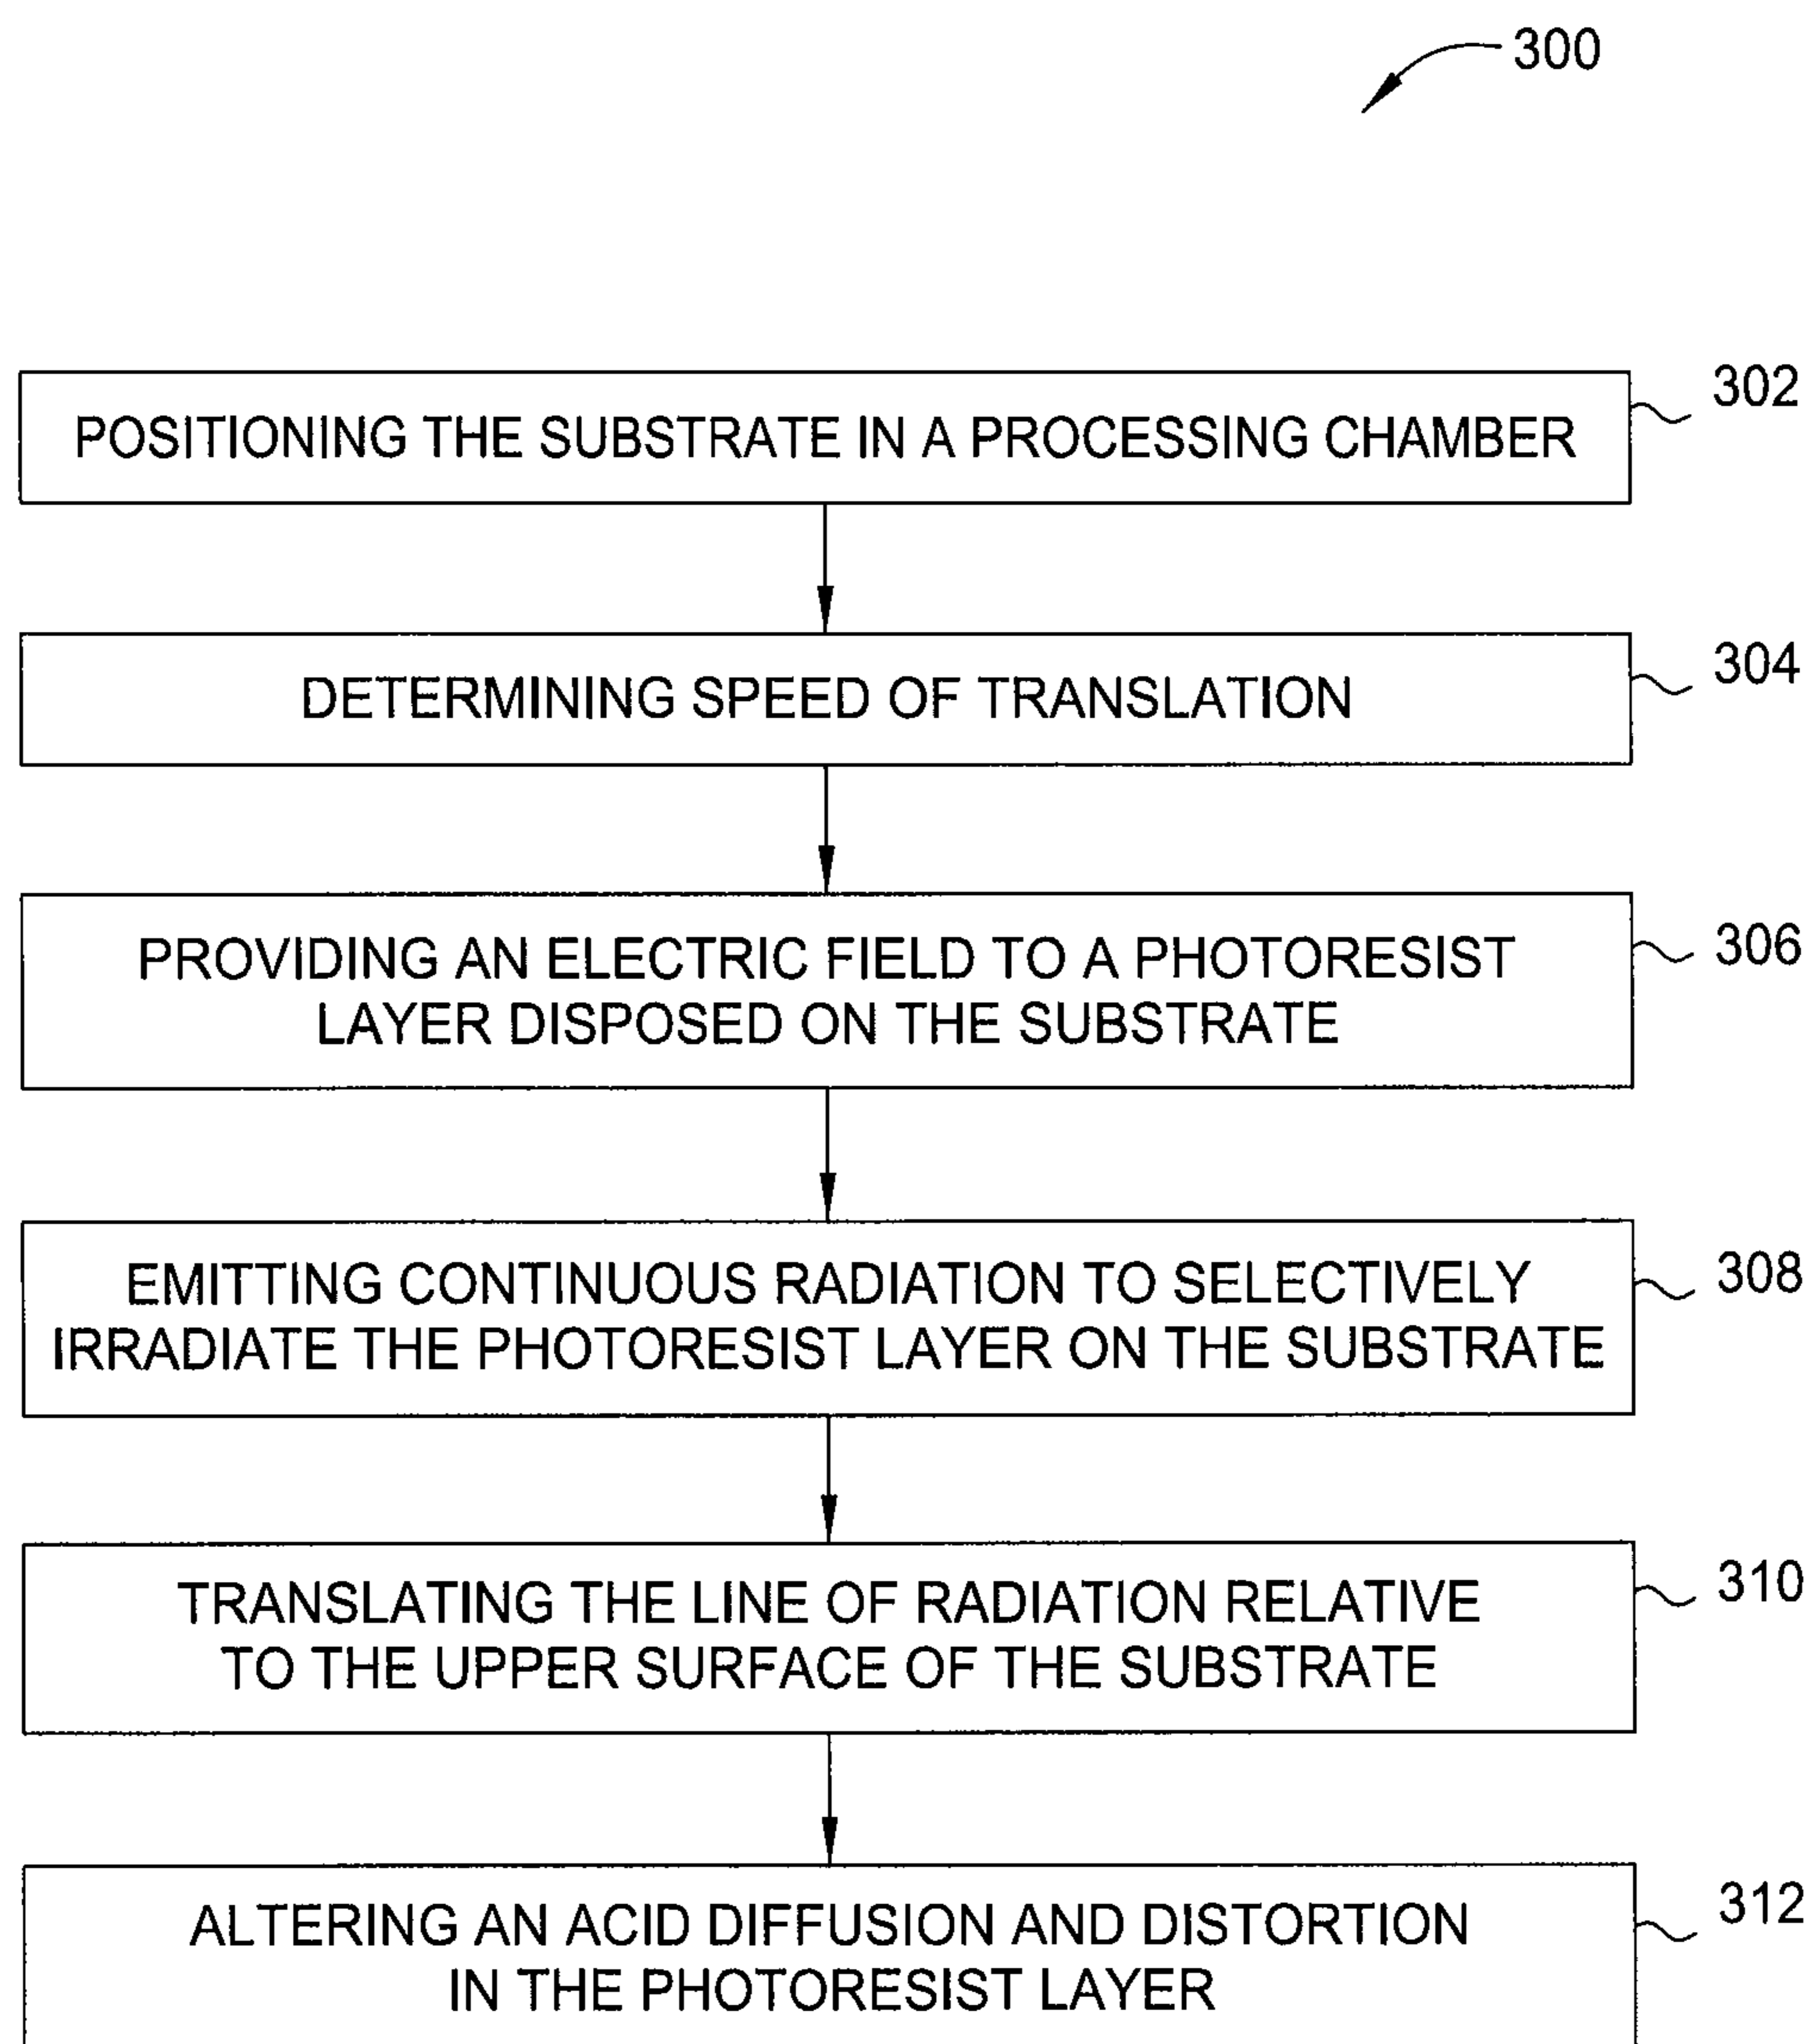 300
POSITIONING THE SUBSTRATE IN A PROCESSING CHAMBER
302
DETERMINING SPEED OF TRANSLATION
304
PROVIDING AN ELECTRIC FIELD TO A PHOTORESIST
LAYER DISPOSED ON THE SUBSTRATE
306
EMITTING CONTINUOUS RADIATION TO SELECTIVELY
IRRADIATE THE PHOTORESIST LAYER ON THE SUBSTRATE
308
TRANSLATING THE LINE OF RADIATION RELATIVE
TO THE UPPER SURFACE OF THE SUBSTRATE
310
ALTERING AN ACID DIFFUSION AND DISTORTION
IN THE PHOTORESIST LAYER
312